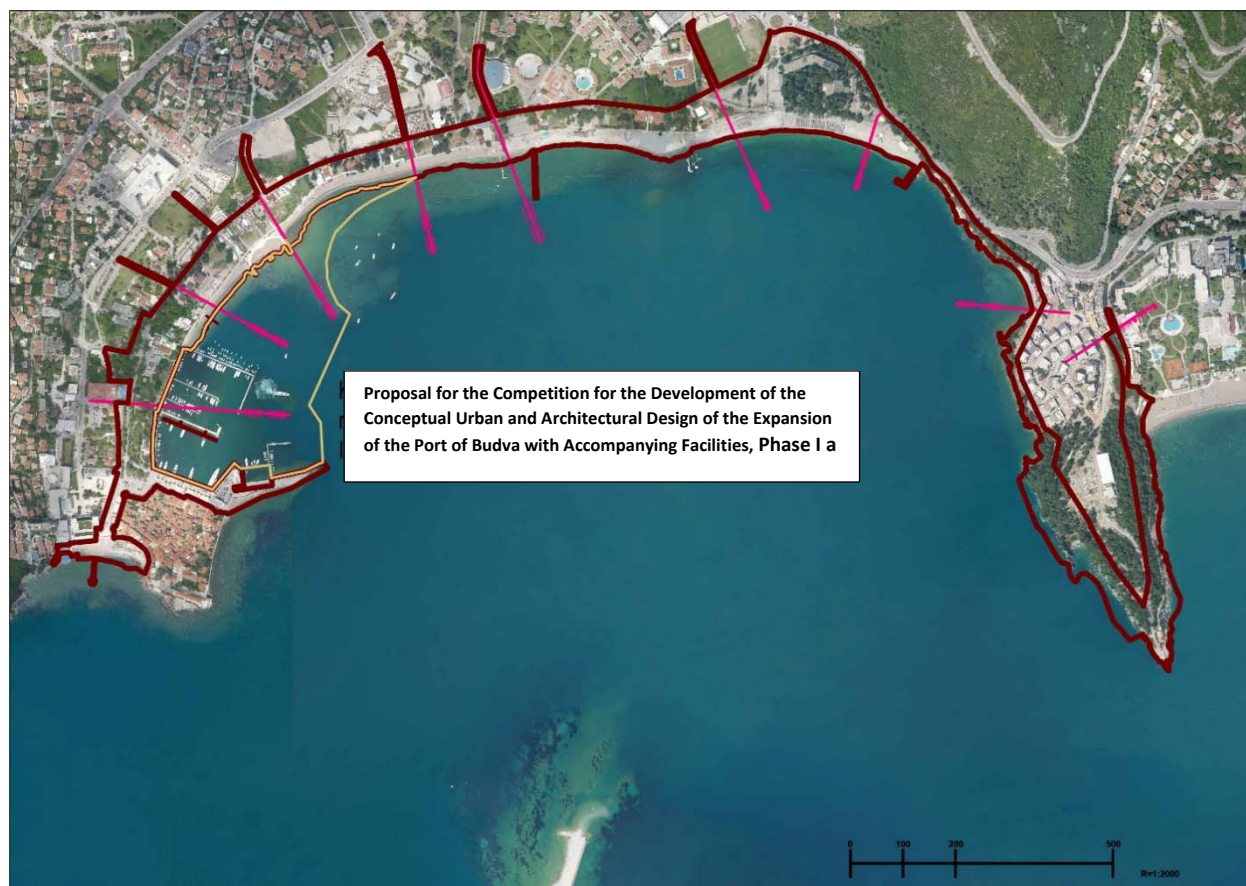 Proposal for the Competition for the Development of the
Conceptual Urban and Architectural Design of the Expansion
of the Port of Budva with Accompanying Facilities, Phase I a
0 100 200 500
R=1:2000